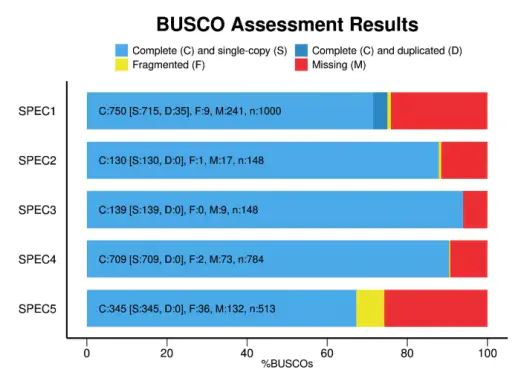 BUSCO Assessment Results
Complete (C) and single-copy (S) Complete (C) and duplicated (D)
Fragmented (F) Missing (M)
SPEC1 C:750 [S:715, D:35], F:9, M:241, n:1000
SPEC2 C:130 [S:130, D:0], F:1, M:17, n:148
SPEC3 C:139 [S:139, D:0], F:0, M:9, n:148
SPEC4 C:709 [S:709, D:0], F:2, M:73, n:784
SPEC5 C:345 [S:345, D:0], F:36, M:132, n:513
0 20 40 60 80 100
%BUSCOs